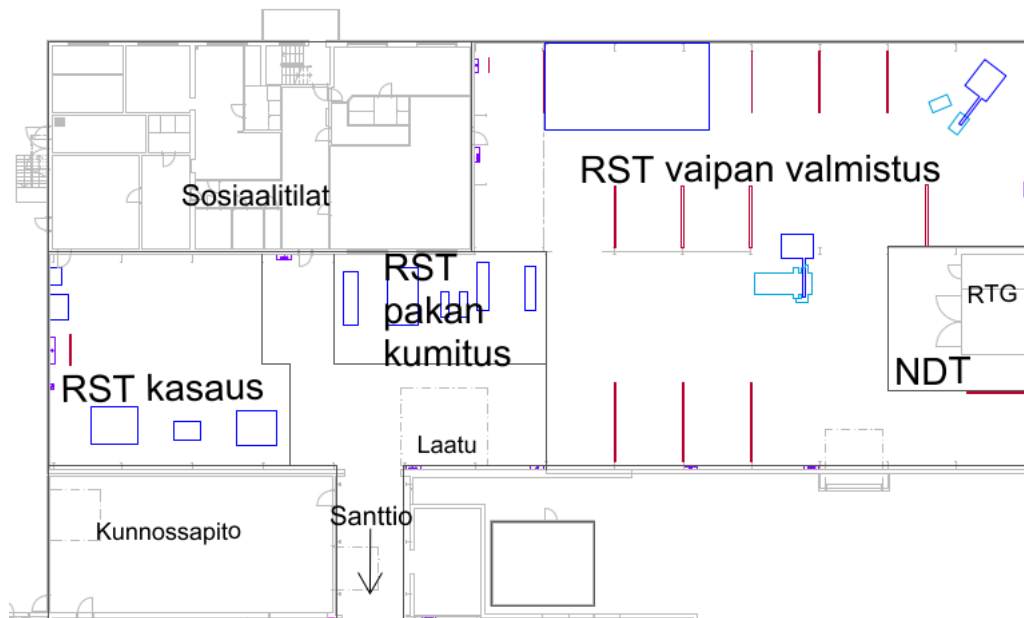 RST vaipan valmistus
Sosiaalitilat
RST
pakan
kumitus
RTG
NDT
RST kasaus
Laatu
Santtio
Kunnossapito